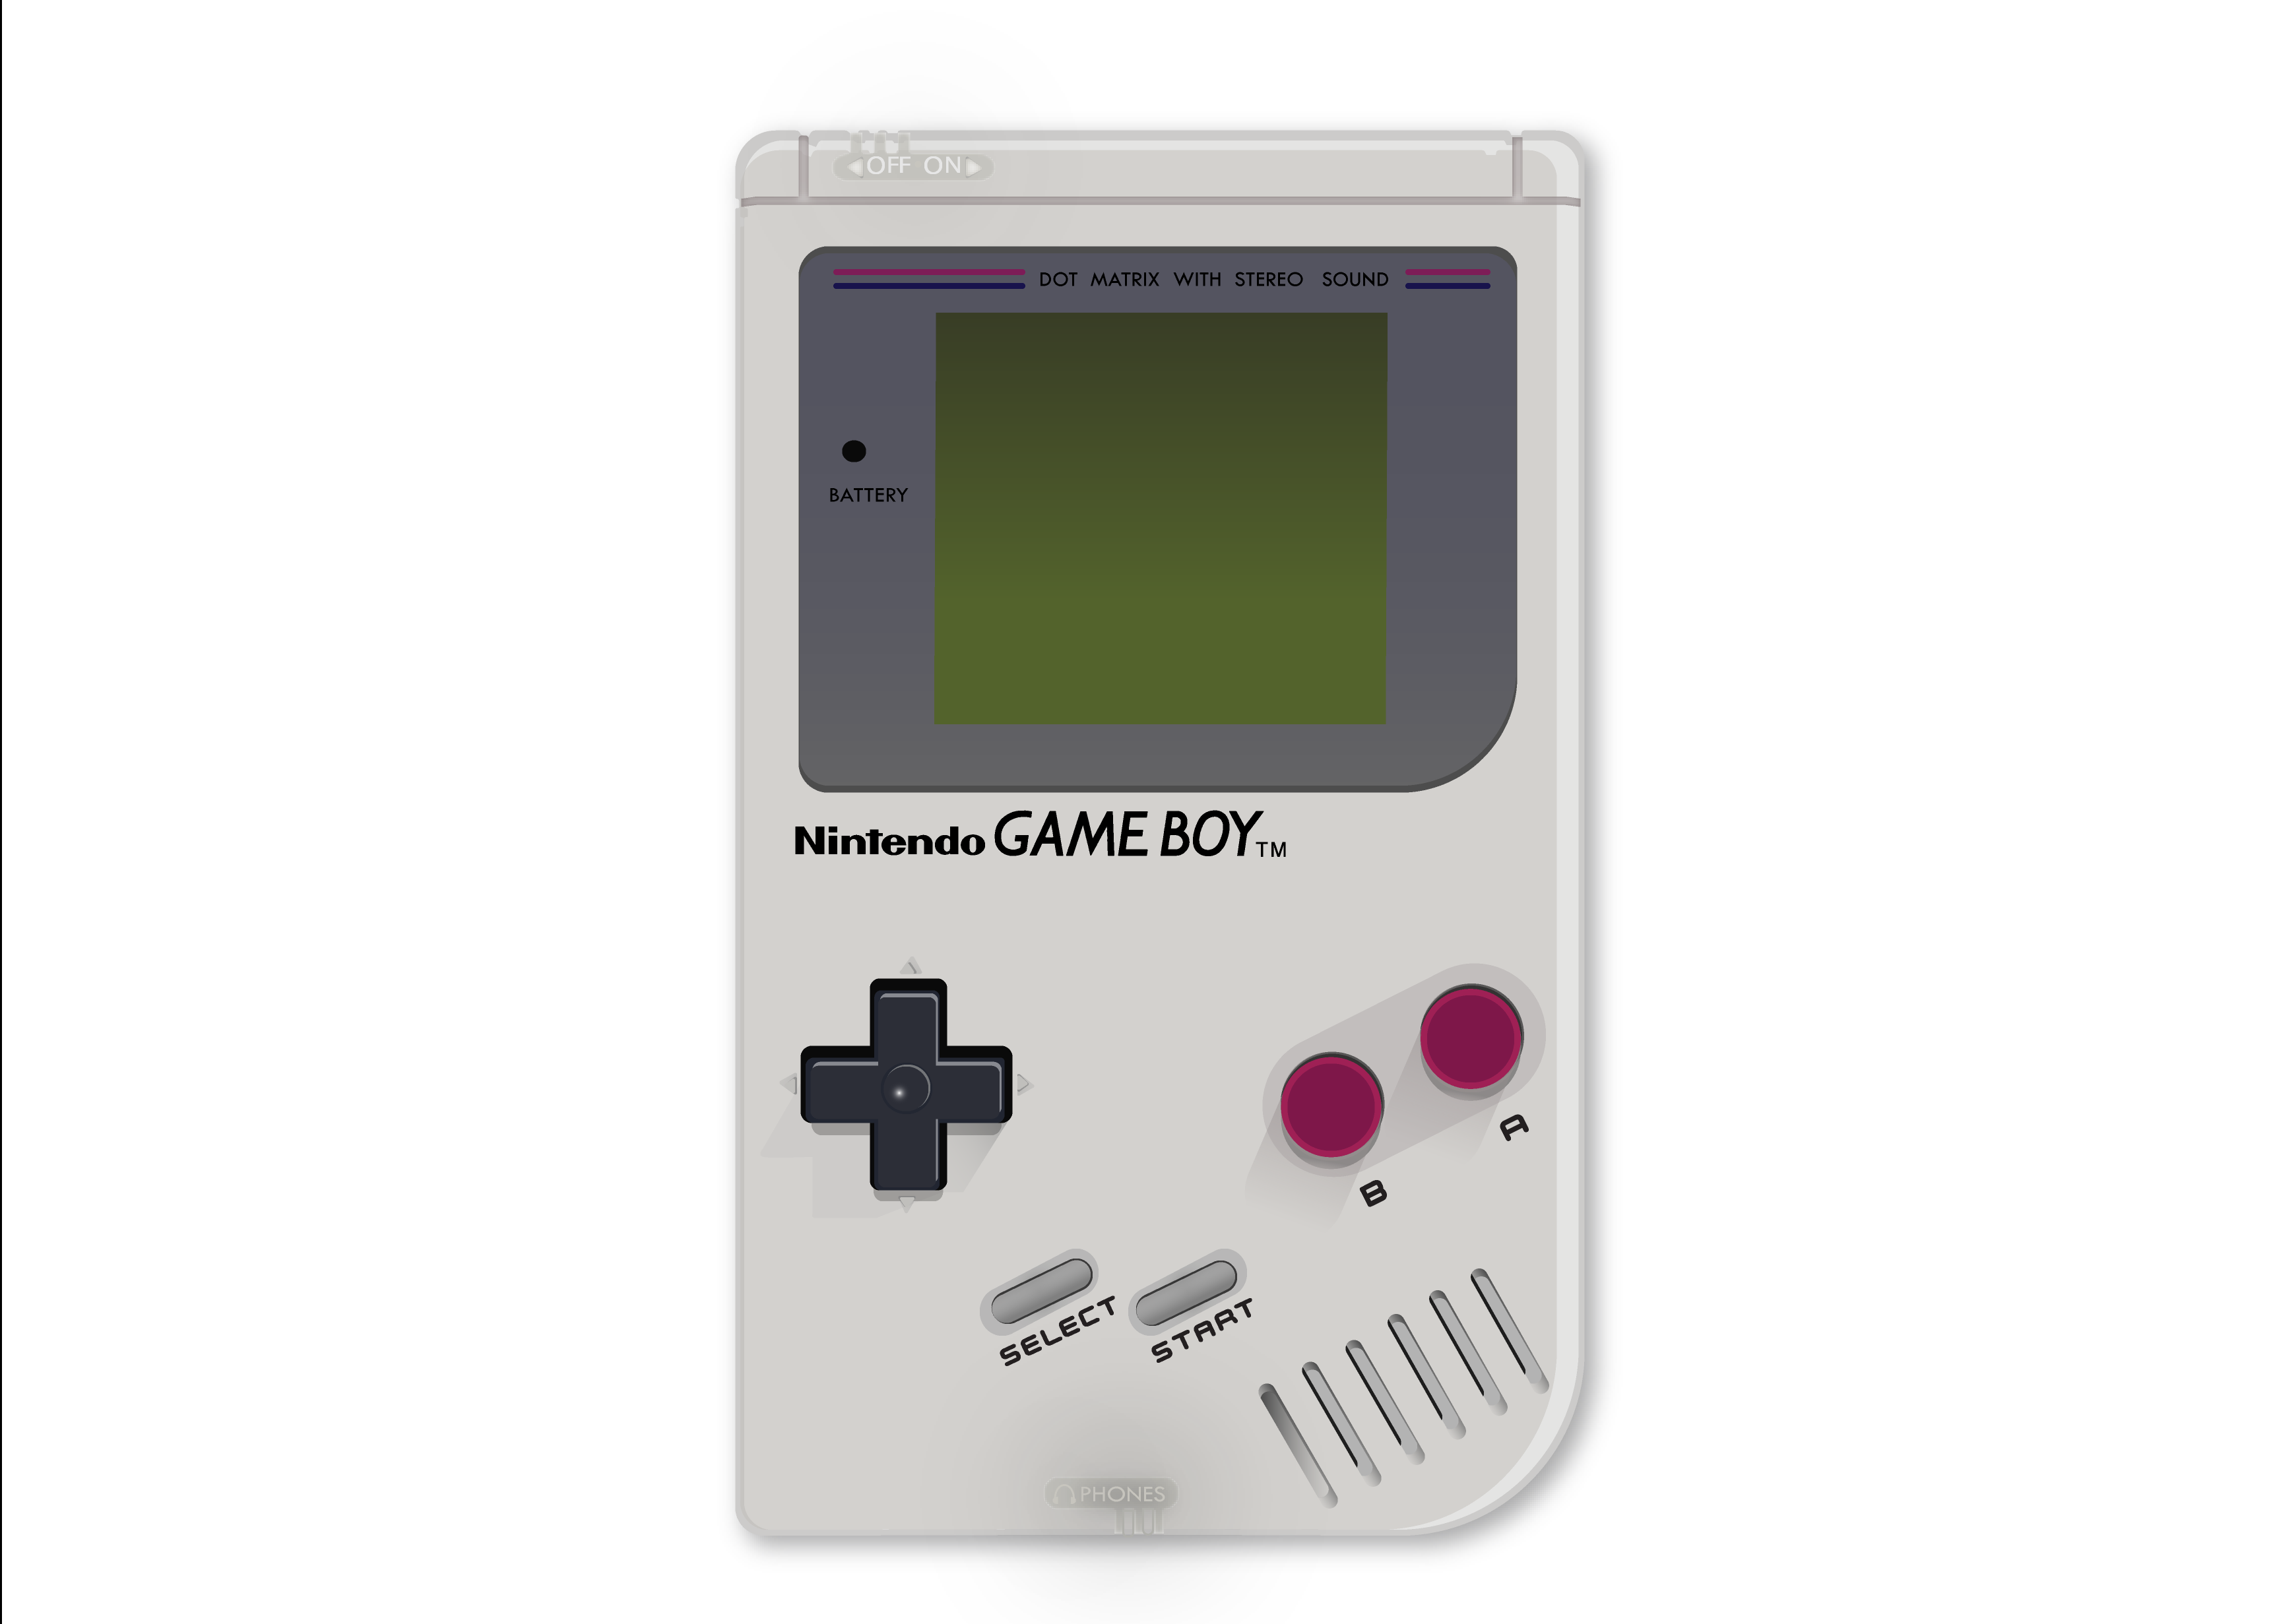 OFF ON
DOT MATRIX WITH STEREO SOUND
BATTERY
Nintendo GAME BOY TM
A
B
SELECT START
PHONES